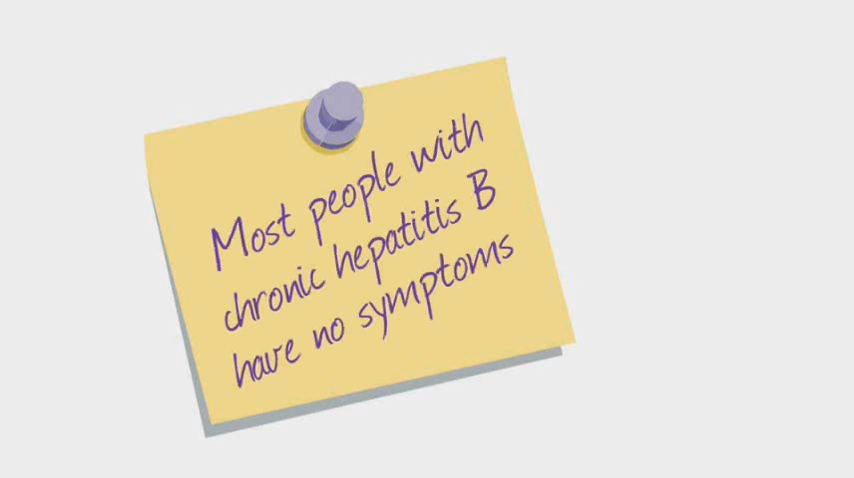 Most people with
chronic hepatitis B
have no symptoms